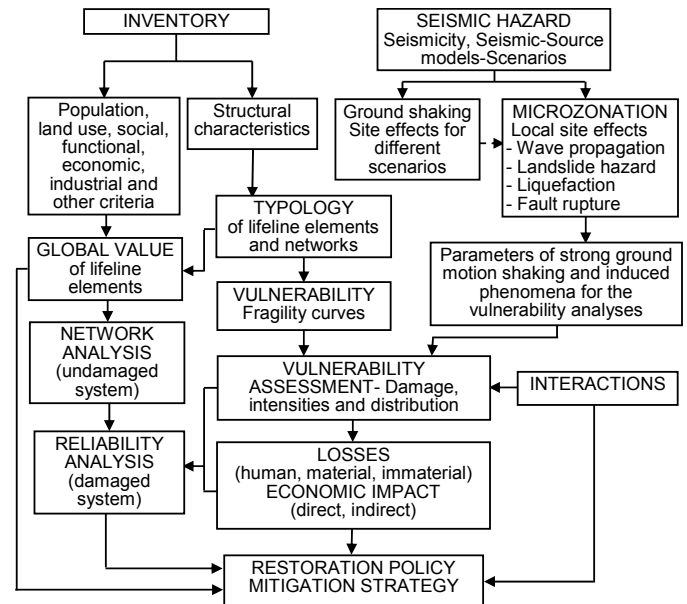 INVENTORY
SEISMIC HAZARD
Seismicity, Seismic-Source
models-Scenarios
Population,
land use, social,
functional,
economic,
industrial and
other criteria
Structural
characteristics
Ground shaking
Site effects for
different
scenarios
MICROZONATION
Local site effects
- Wave propagation
- Landslide hazard
- Liquefaction
- Fault rupture
TYPOLOGY
of lifeline elements
and networks
GLOBAL VALUE
of lifeline
elements
Parameters of strong ground
motion shaking and induced
phenomena for the
vulnerability analyses
VULNERABILITY
Fragility curves
NETWORK
ANALYSIS
(undamaged
system)
VULNERABILITY
ASSESSMENT- Damage,
intensities and distribution
INTERACTIONS
RELIABILITY
ANALYSIS
(damaged
system)
LOSSES
(human, material, immaterial)
ECONOMIC IMPACT
(direct, indirect)
RESTORATION POLICY
MITIGATION STRATEGY